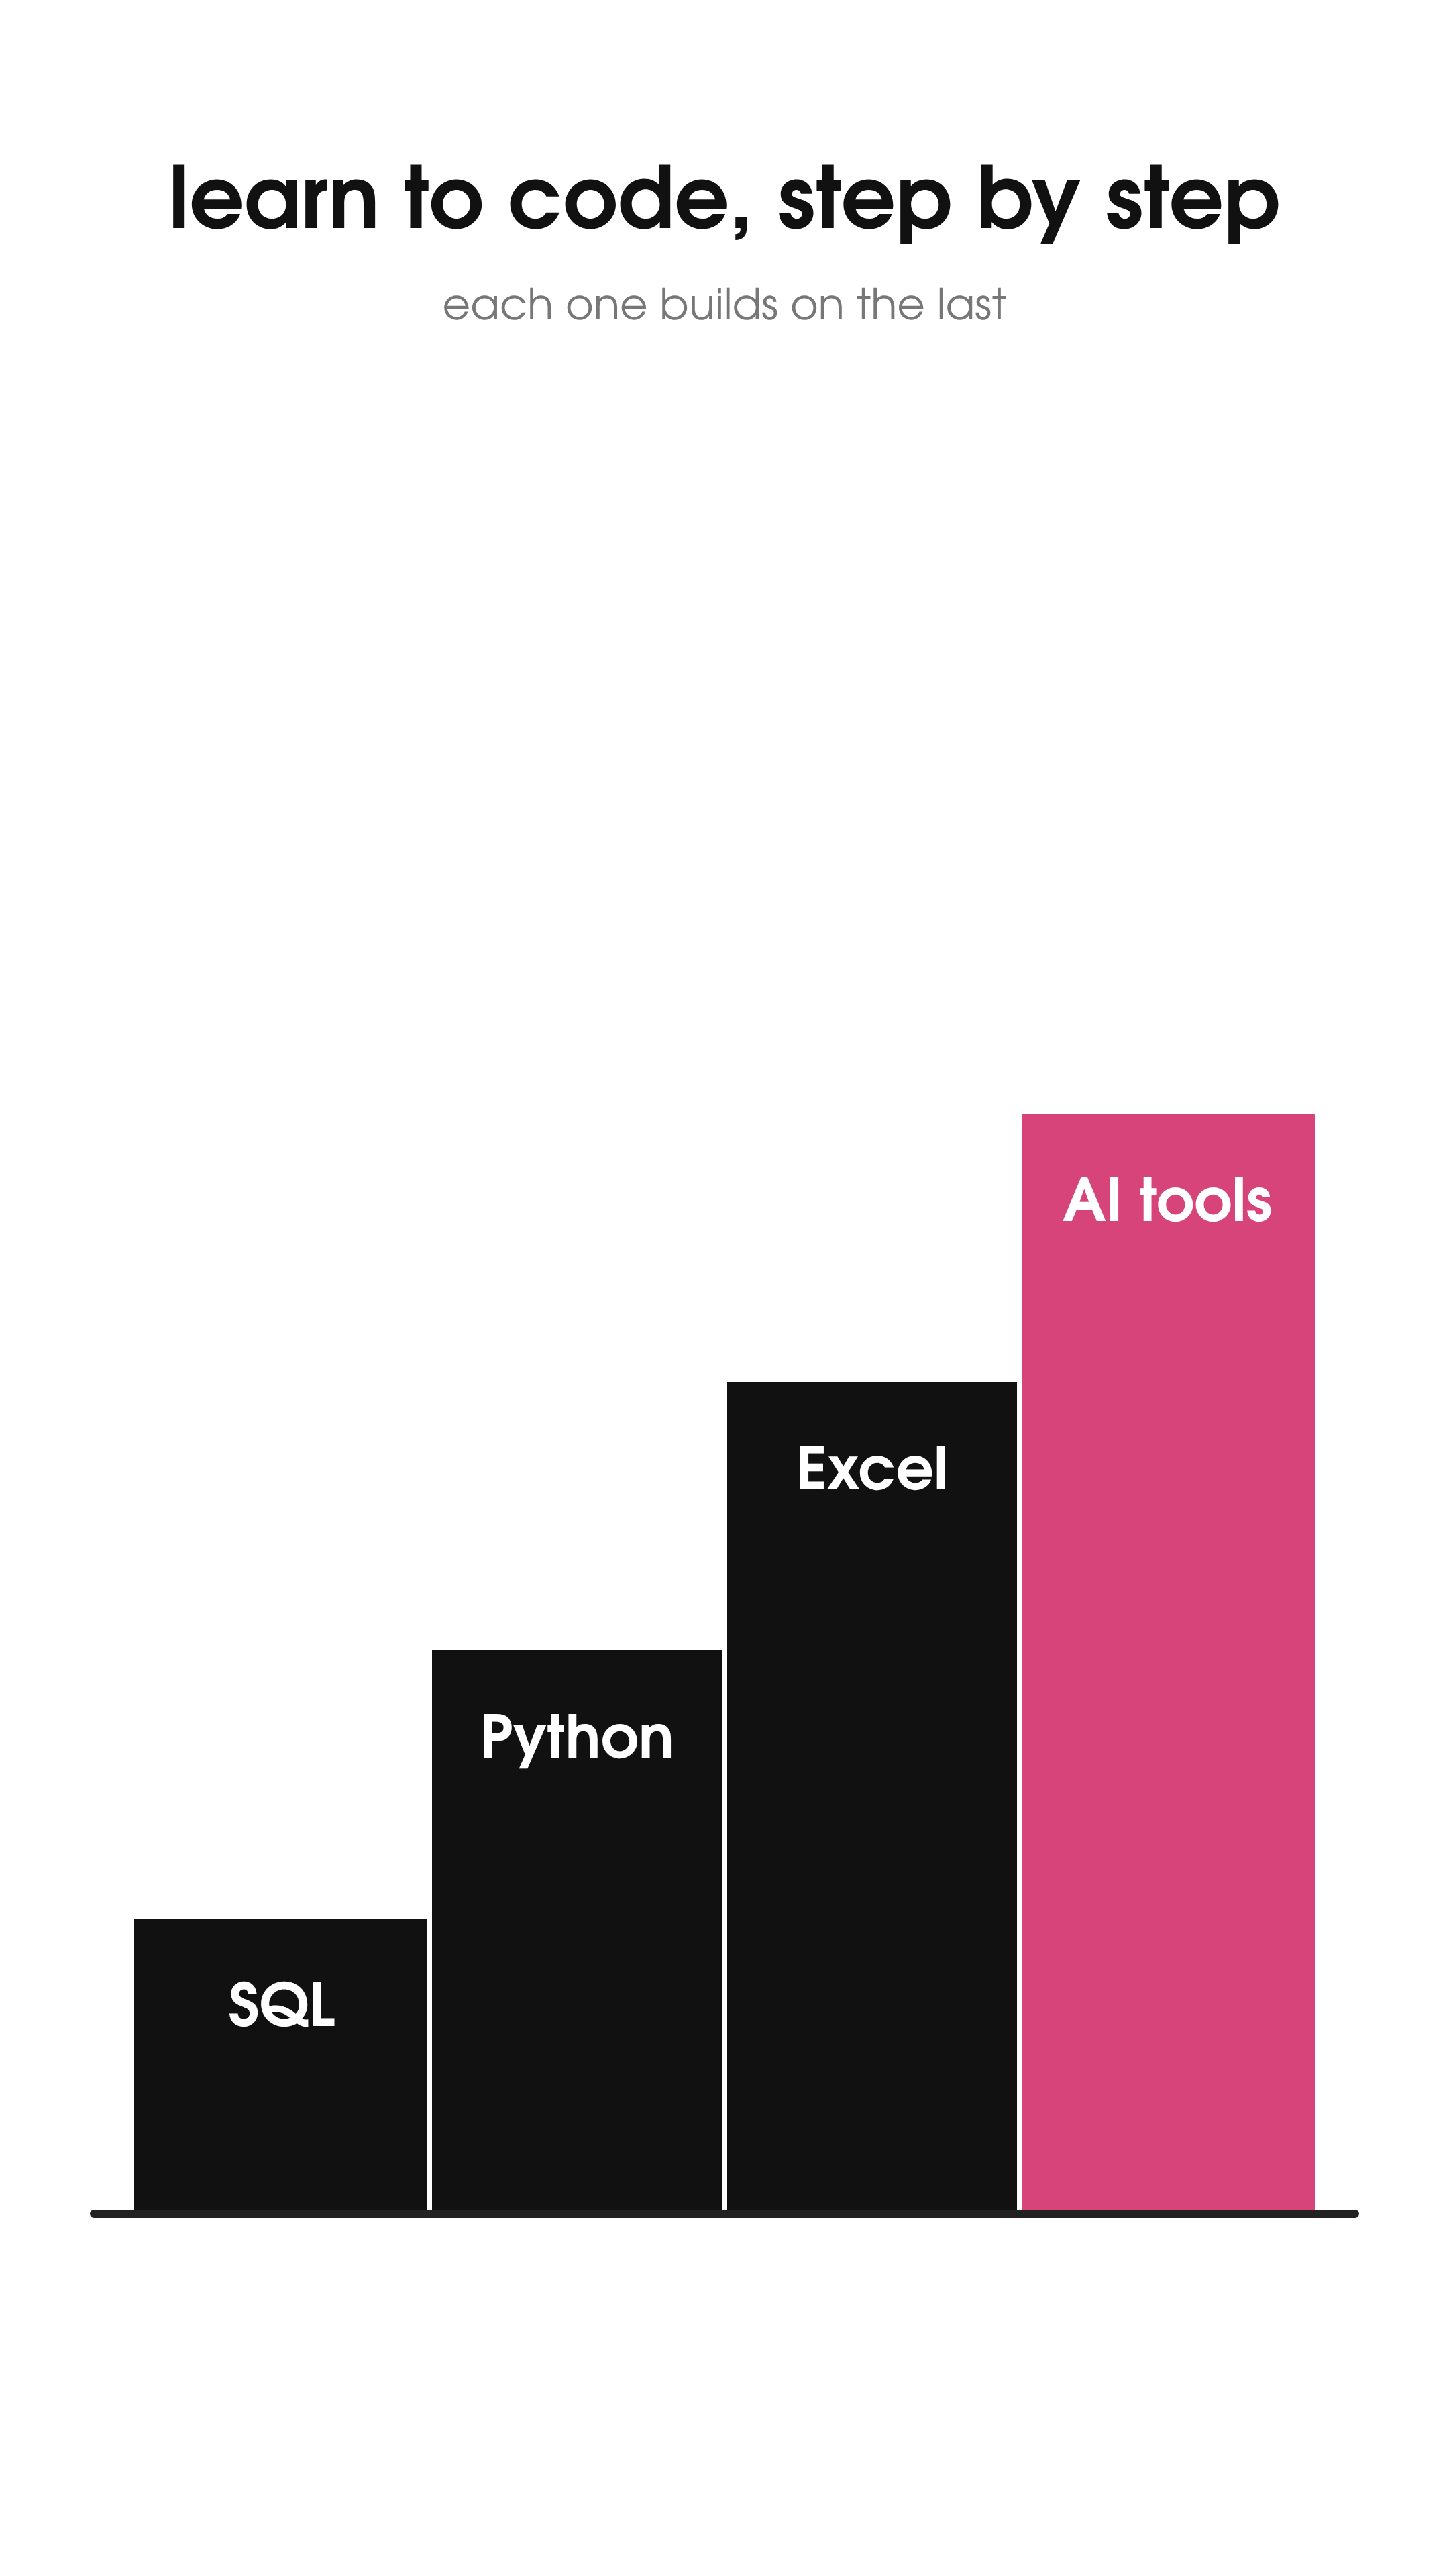 learn to code, step by step
each one builds on the last
AI tools
Excel
Python
SQL